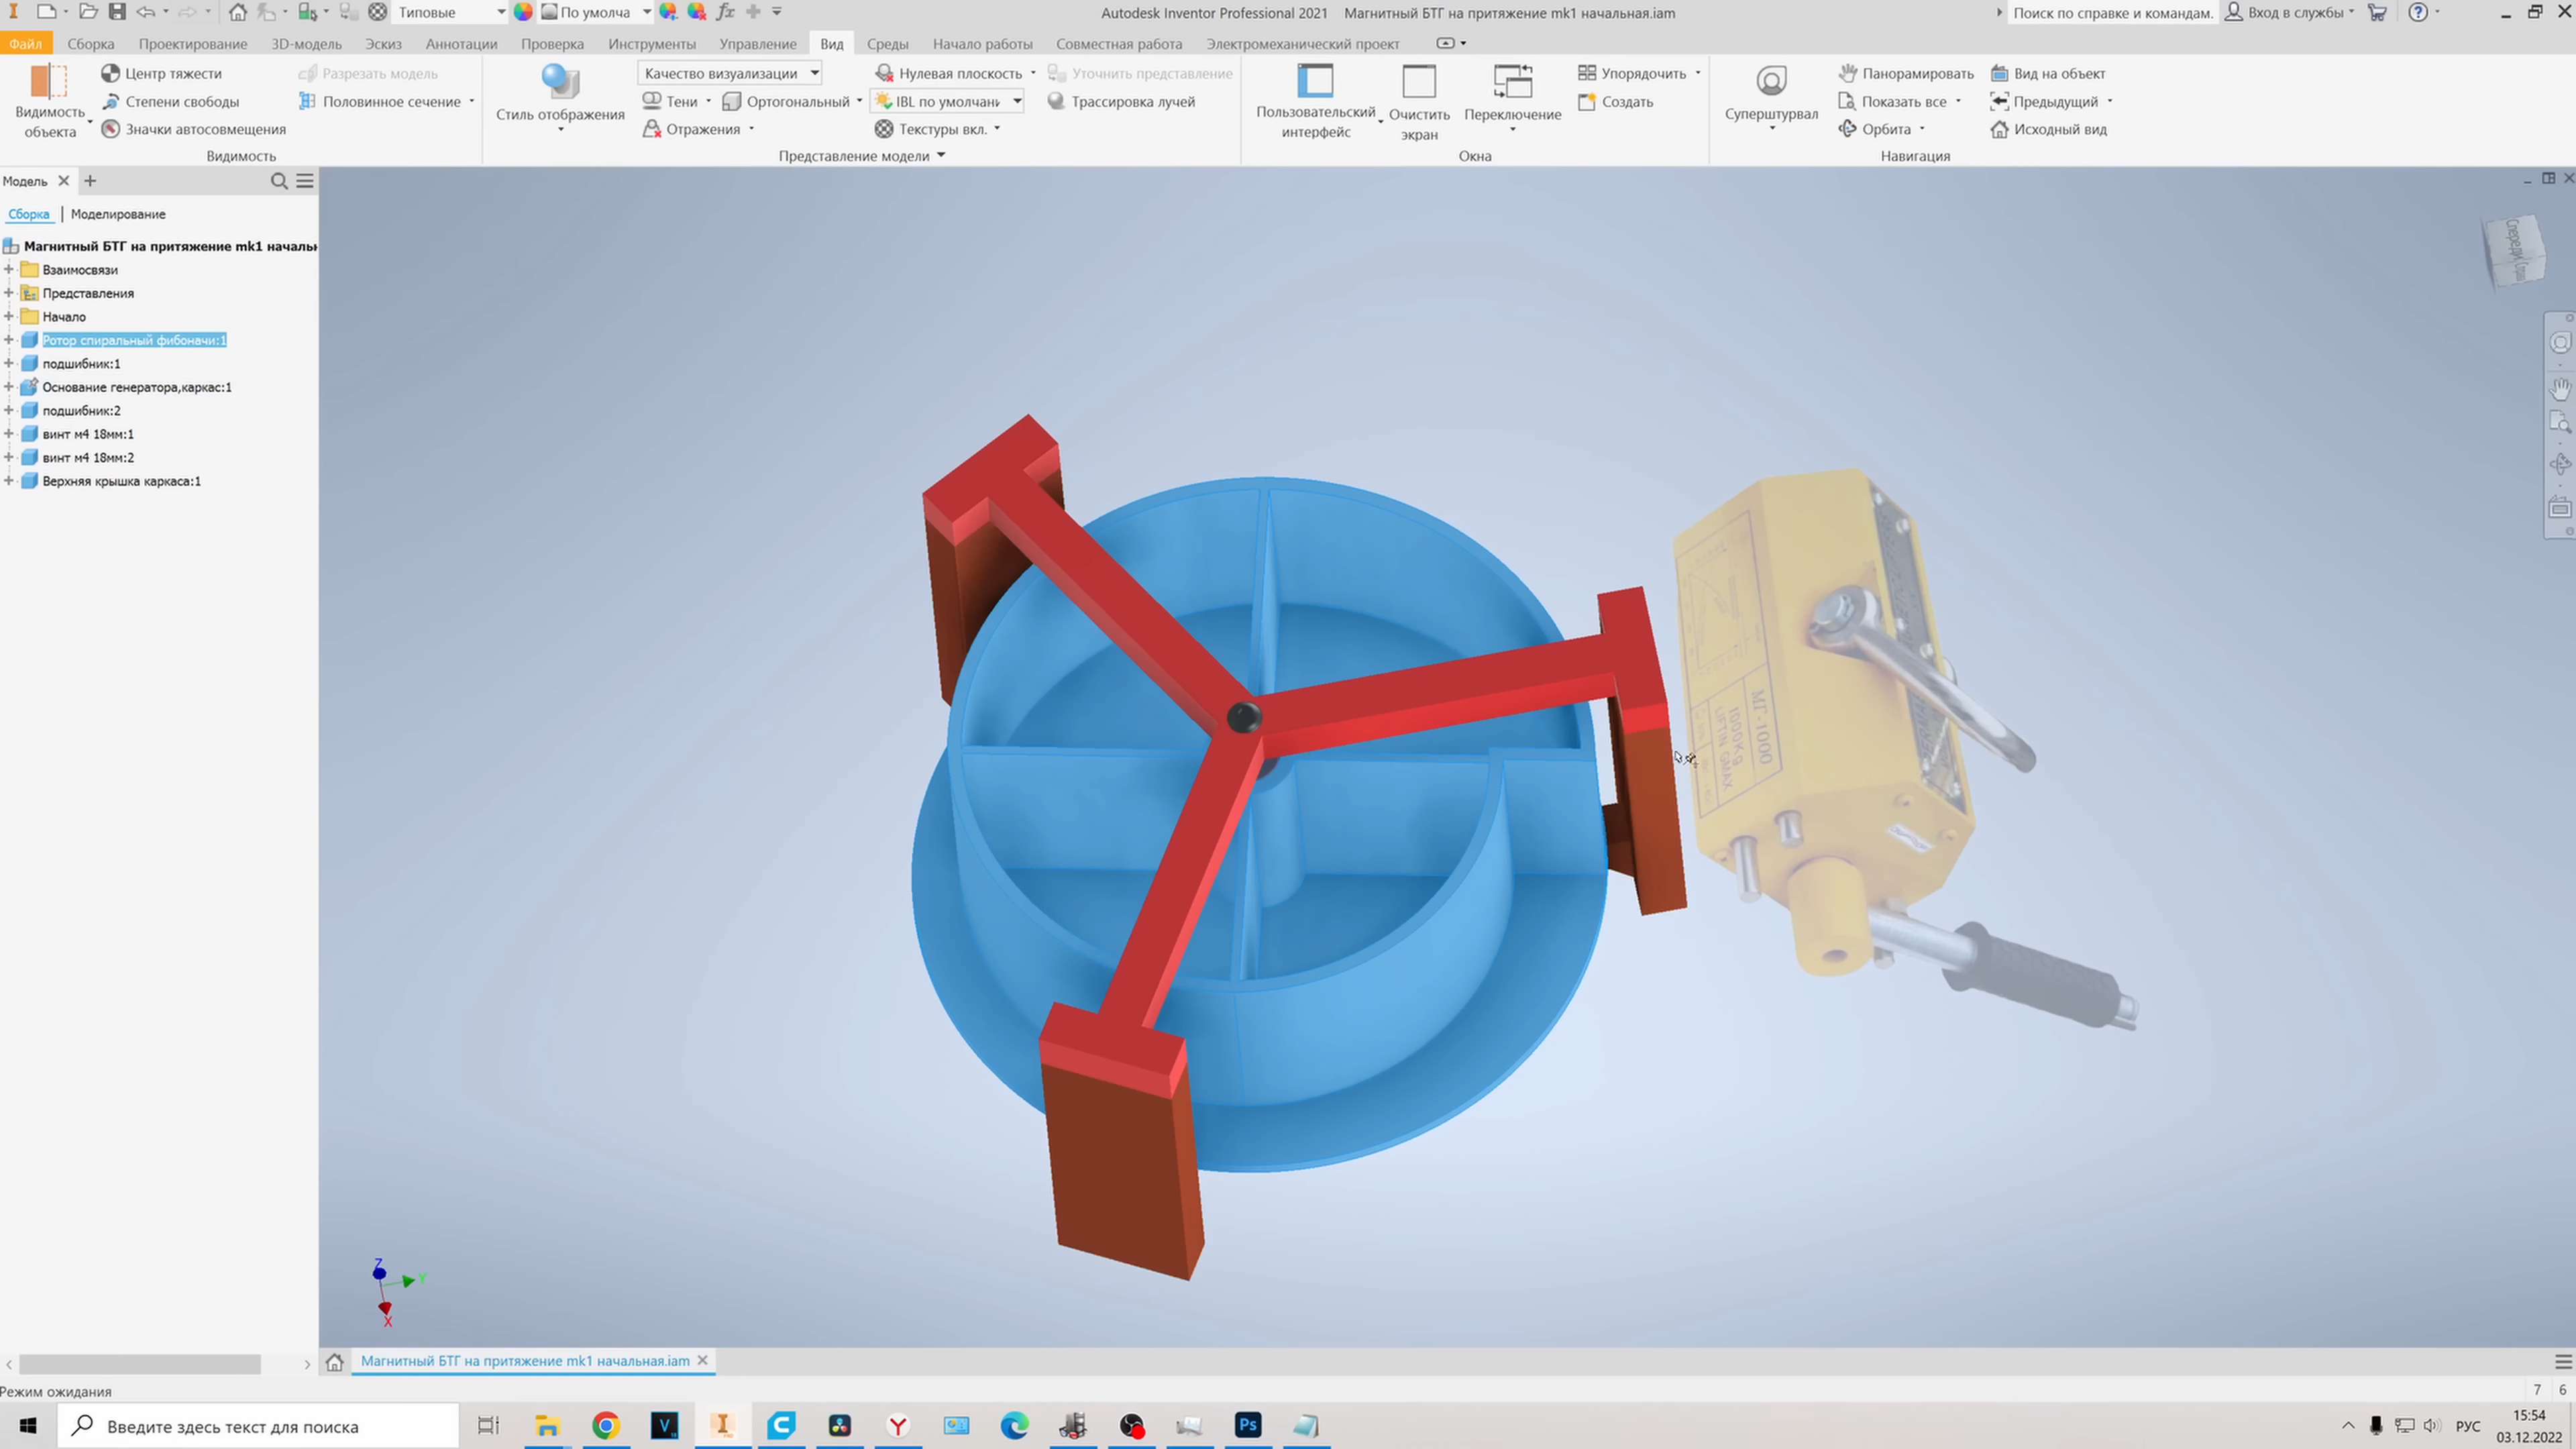 Типовые
По умолча
Autodesk Inventor Professional 2021 Магнитный БТГ на притяжение mk1 начальная.iam
Поиск по справке и командам.
Вход в службы
Файл Сборка Проектирование 3D-модель Эскиз Аннотации Проверка Инструменты Управление Вид Среды Начало работы Совместная работа Электромеханический проект
Видимость объекта
Центр тяжести
Степени свободы
Значки автосовмещения
Разрезать модель
Половинное сечение
Видимость
Стиль отображения
Качество визуализации
Тени
Ортогональный
Отражения
Нулевая плоскость
IBL по умолчани
Текстуры вкл.
Уточнить представление
Трассировка лучей
Представление модели
Пользовательский интерфейс
Очистить экран
Переключение
Упорядочить
Создать
Окна
Суперштурвал
Панорамировать
Показать все
Орбита
Вид на объект
Предыдущий
Исходный вид
Навигация
Модель
Сборка | Моделирование
Магнитный БТГ на притяжение mk1 началь
Взаимосвязи
Представления
Начало
Ротор спиральный фибоначи:1
подшибник:1
Основание генератора,каркас:1
подшибник:2
винт м4 18мм:1
винт м4 18мм:2
Верхняя крышка каркаса:1
Спереди
МГ-1000
1000KG
Z
Y
X
Магнитный БТГ на притяжение mk1 начальная.iam
Режим ожидания
7 6
Введите здесь текст для поиска
Ps
РУС
15:54
03.12.2022